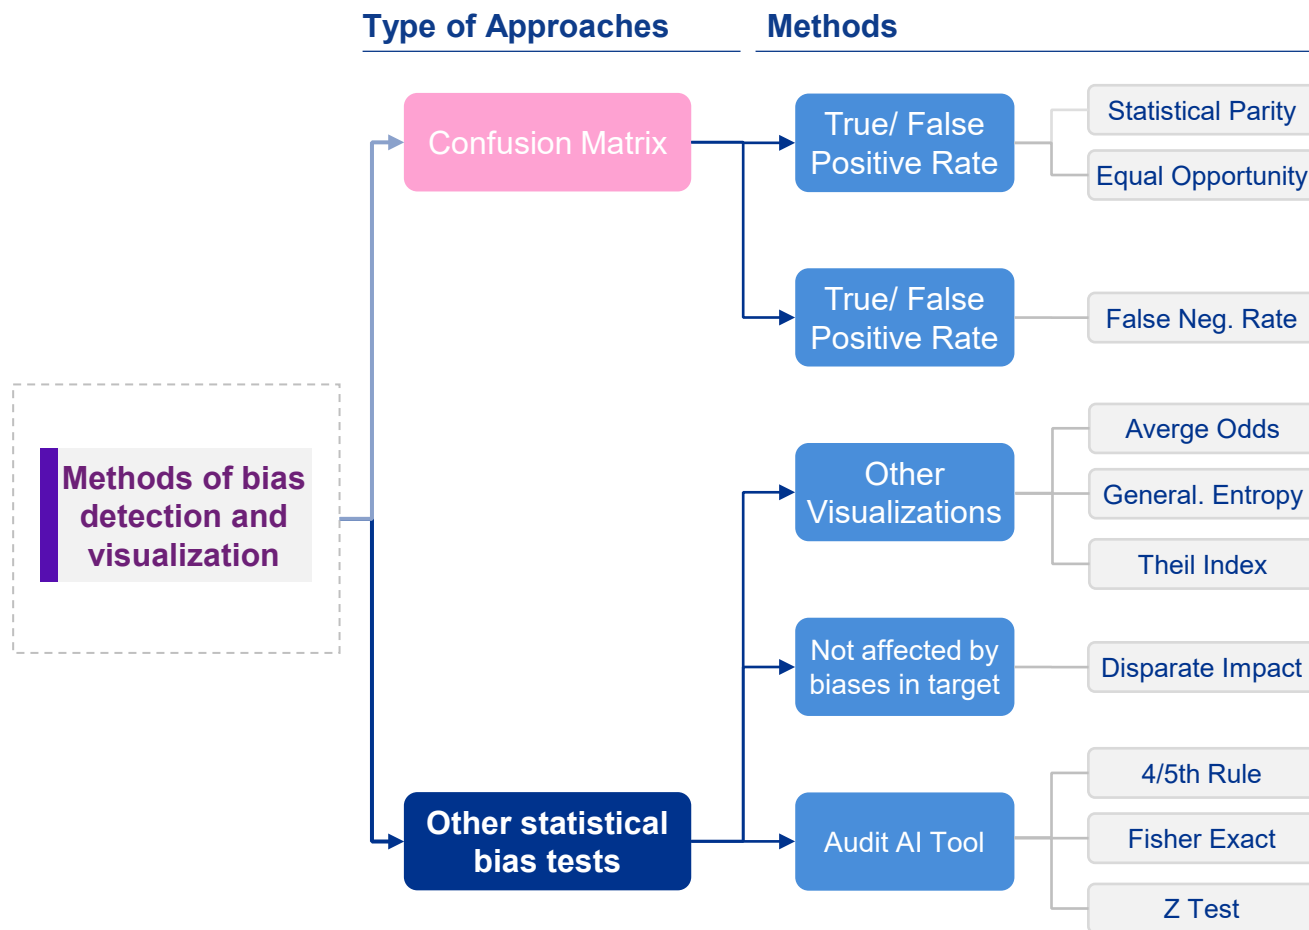 Type of Approaches
Methods
Confusion Matrix
True/ False
Positive Rate
Statistical Parity
Equal Opportunity
True/ False
Positive Rate
False Neg. Rate
Methods of bias
detection and
visualization
Other
Visualizations
Averge Odds
General. Entropy
Theil Index
Not affected by
biases in target
Disparate Impact
Other statistical
bias tests
Audit AI Tool
4/5th Rule
Fisher Exact
Z Test